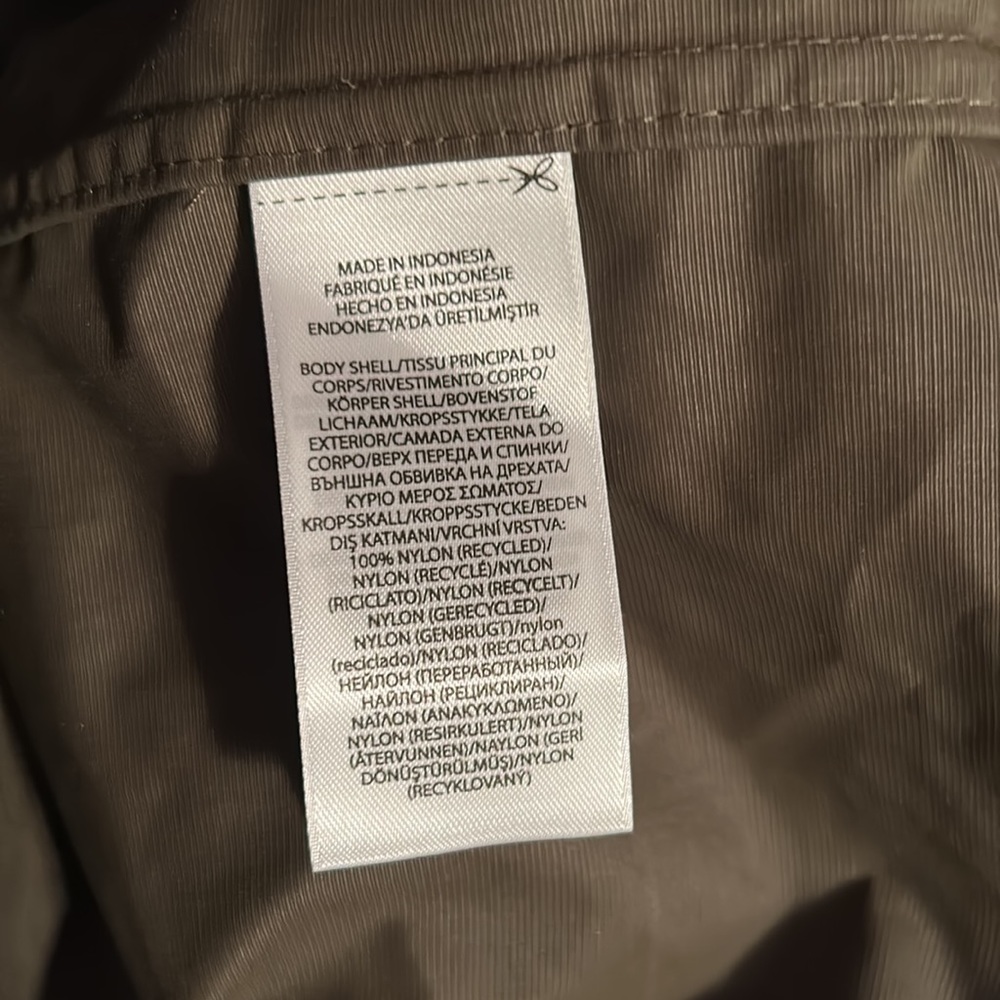 MADE IN INDONESIA
FABRIQUÉ EN INDONÉSIE
HECHO EN INDONESIA
ENDONEZYA'DA ÜRETİLMİŞTİR
BODY SHELL/TISSU PRINCIPAL DU
CORPS/RIVESTIMENTO CORPO/
KÖRPER SHELL/BOVENSTOF
LICHAAM/KROPSSTYKKE/TELA
EXTERIOR/CAMADA EXTERNA DO
CORPO/ВЕРХ ПЕРЕДА И СПИНКИ/
ВЪНШНА ОБВИВКА НА ДРЕХАТА/
ΚΥΡΙΟ ΜΕΡΟΣ ΣΩΜΑΤΟΣ/
KROPSSKALL/KROPPSSTYCKE/BEDEN
DIŞ KATMANI/VRCHNÍ VRSTVA:
100% NYLON (RECYCLED)/
NYLON (RECYCLÉ)/NYLON
(RICICLATO)/NYLON (RECYCELT)/
NYLON (GERECYCLED)/
NYLON (GENBRUGT)/nylon
(reciclado)/NYLON (RECICLADO)/
НЕЙЛОН (ПЕРЕРАБОТАННЫЙ)/
НАЙЛОН (РЕЦИКЛИРАН)/
ΝΑΪΛΟΝ (ΑΝΑΚΥΚΛΩΜΕΝΟ)/
NYLON (RESIRKULERT)/NYLON
(ÅTERVUNNEN)/NAYLON (GERİ
DÖNÜŞTÜRÜLMÜŞ)/NYLON
(RECYKLOVANÝ)